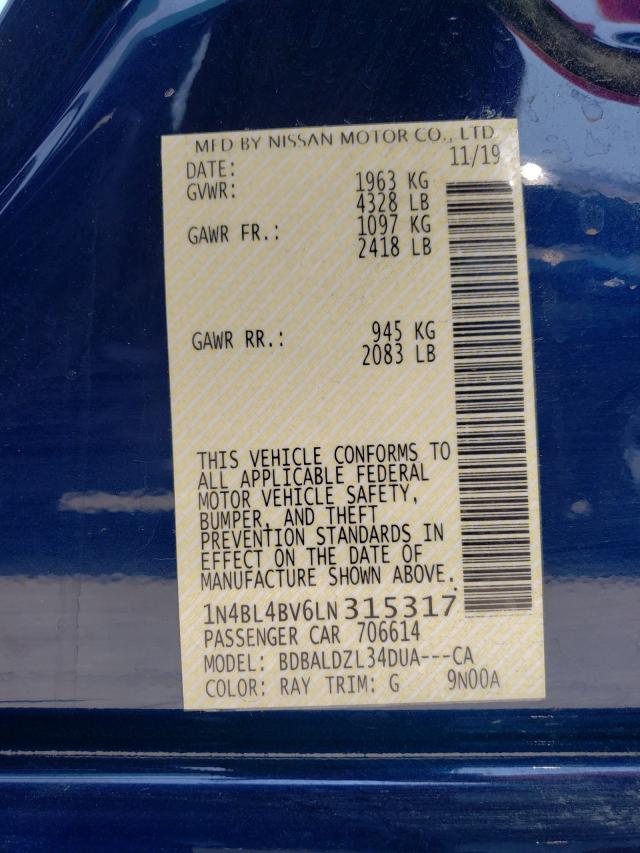 MFD BY NISSAN MOTOR CO., LTD.
DATE: 11/19
GVWR: 1963 KG
4328 LB
GAWR FR.: 1097 KG
2418 LB
GAWR RR.: 945 KG
2083 LB
THIS VEHICLE CONFORMS TO
ALL APPLICABLE FEDERAL
MOTOR VEHICLE SAFETY,
BUMPER, AND THEFT
PREVENTION STANDARDS IN
EFFECT ON THE DATE OF
MANUFACTURE SHOWN ABOVE.
1N4BL4BV6LN315317
PASSENGER CAR 706614
MODEL: BDBALDZL34DUA---CA
COLOR: RAY TRIM: G 9N00A